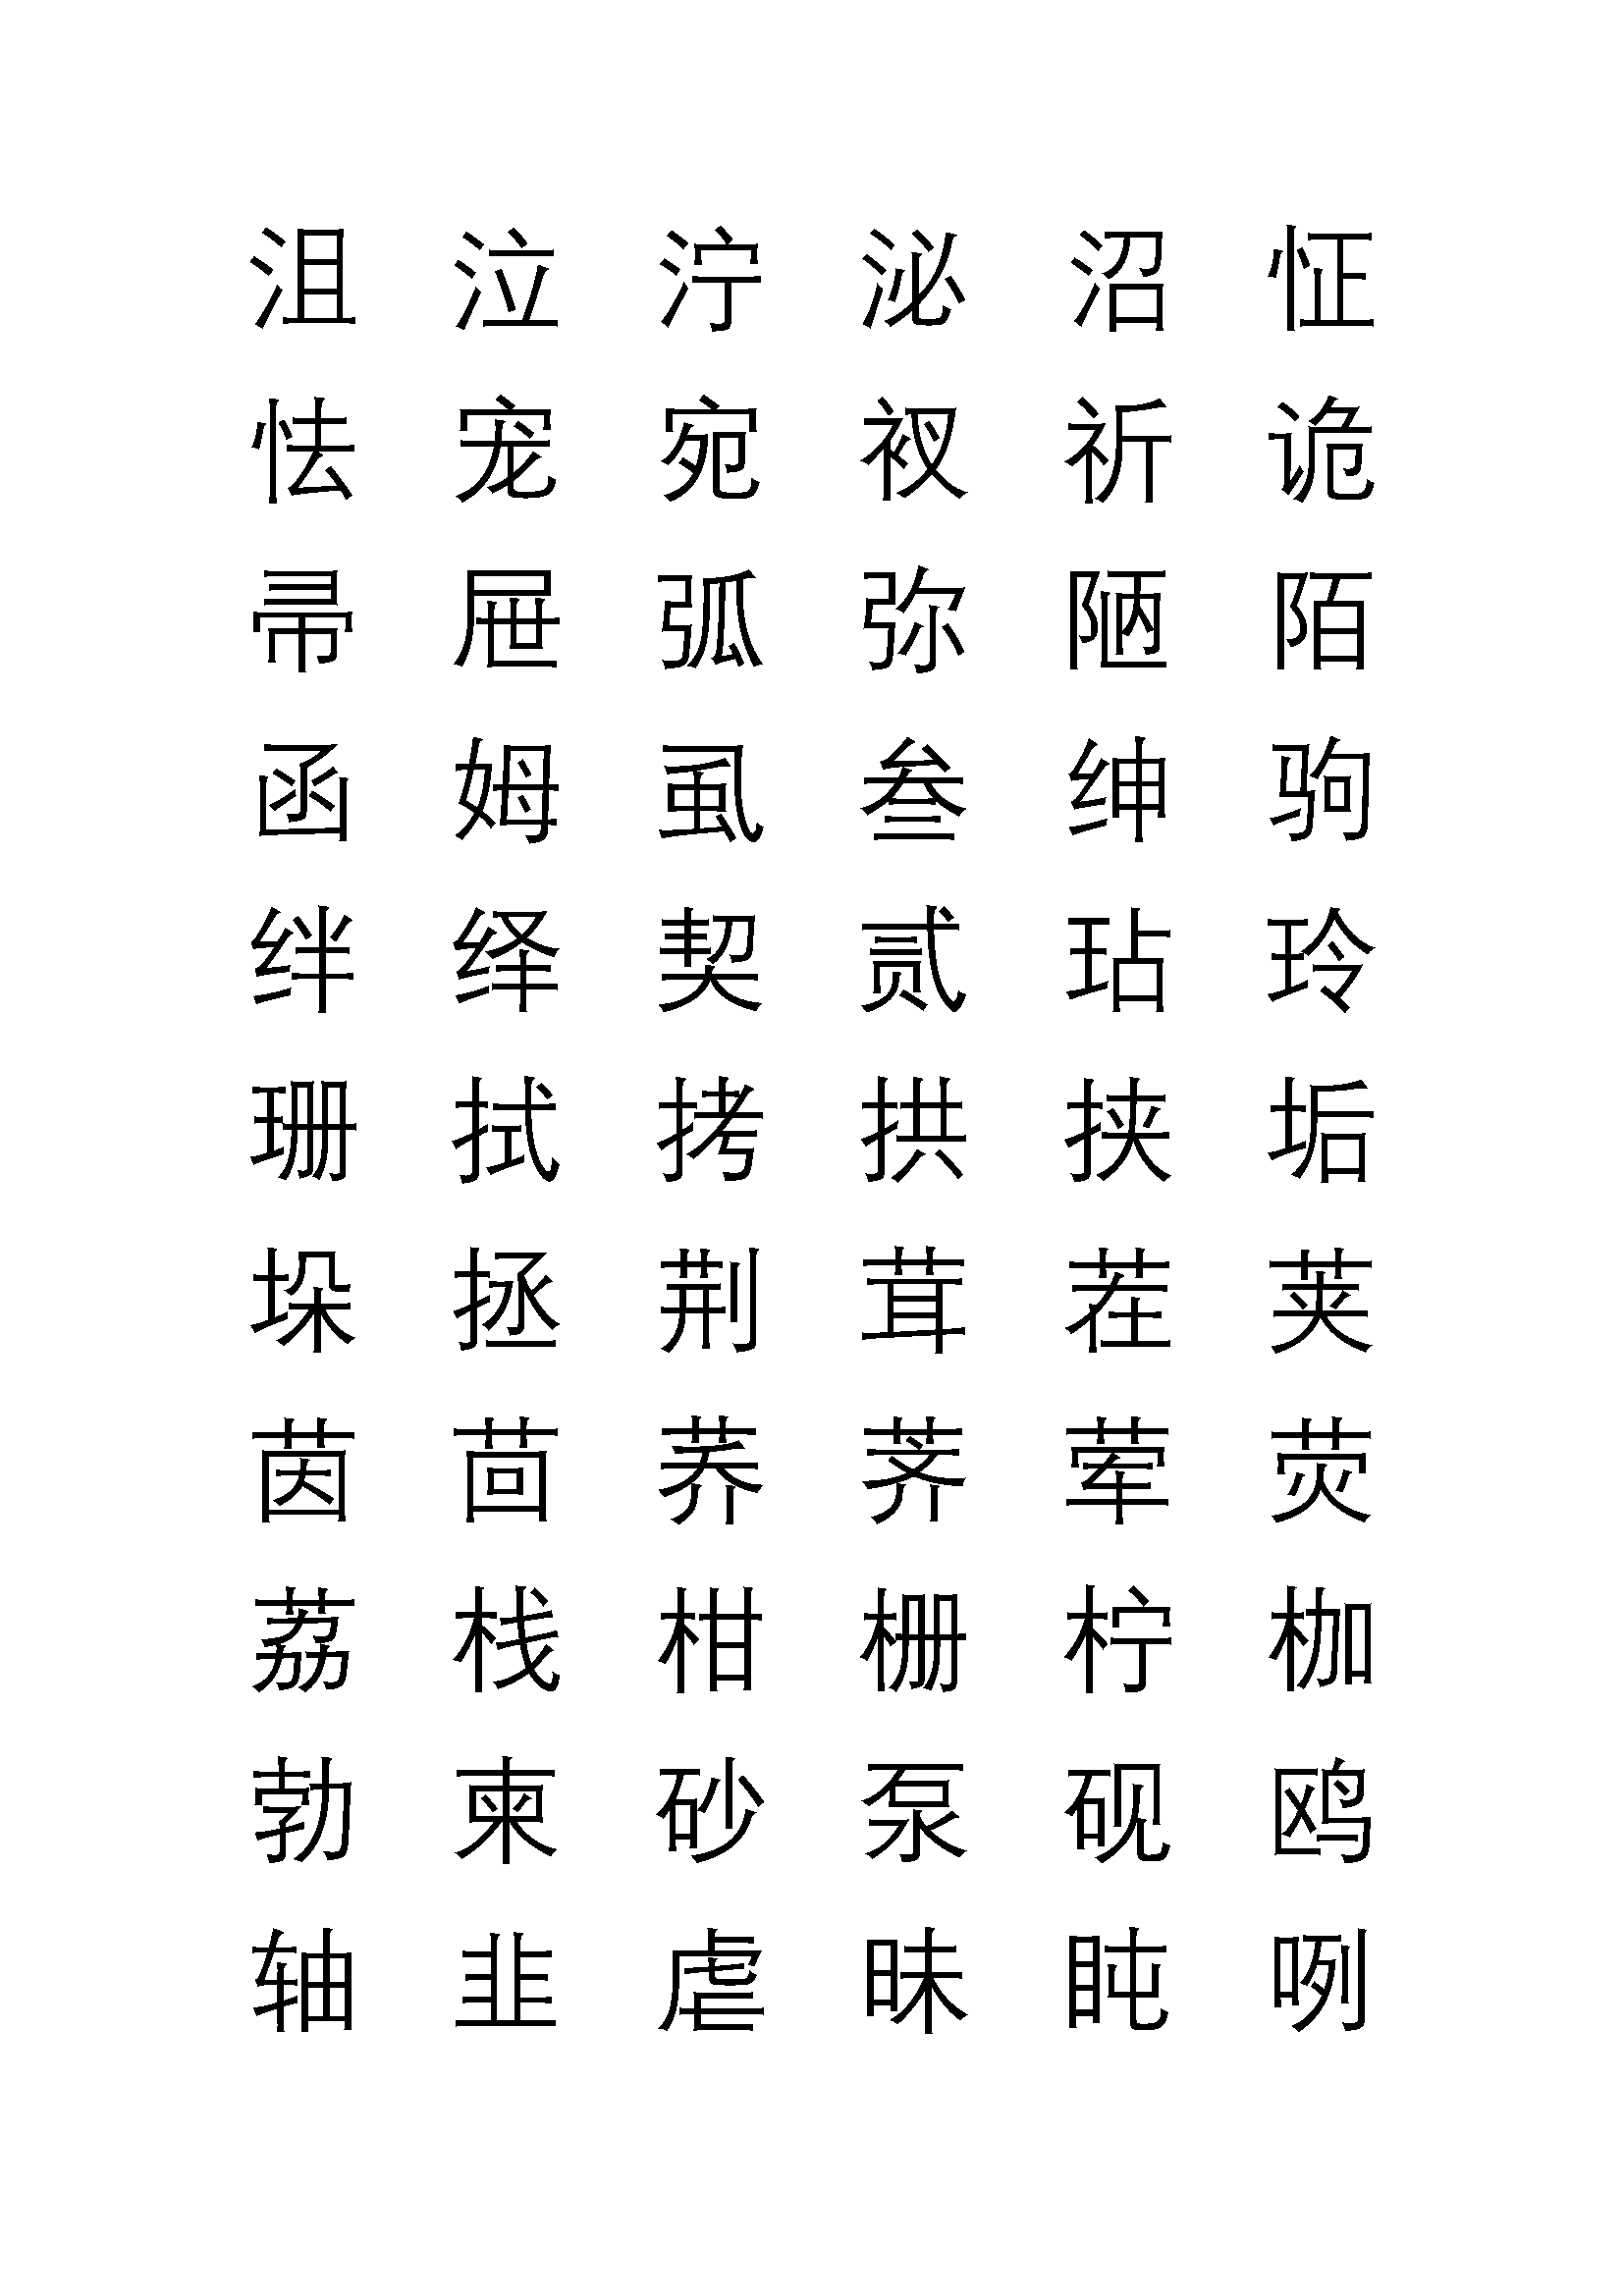 沮 泣 泞 泌 沼 怔
怯 宠 宛 衩 祈 诡
帚 屉 弧 弥 陋 陌
函 姆 虱 叁 绅 驹
绊 绎 契 贰 玷 玲
珊 拭 拷 拱 挟 垢
垛 拯 荆 茸 茬 荚
茵 茴 荞 荠 荤 荧
荔 栈 柑 栅 柠 枷
勃 柬 砂 泵 砚 鸥
轴 韭 虐 昧 盹 咧